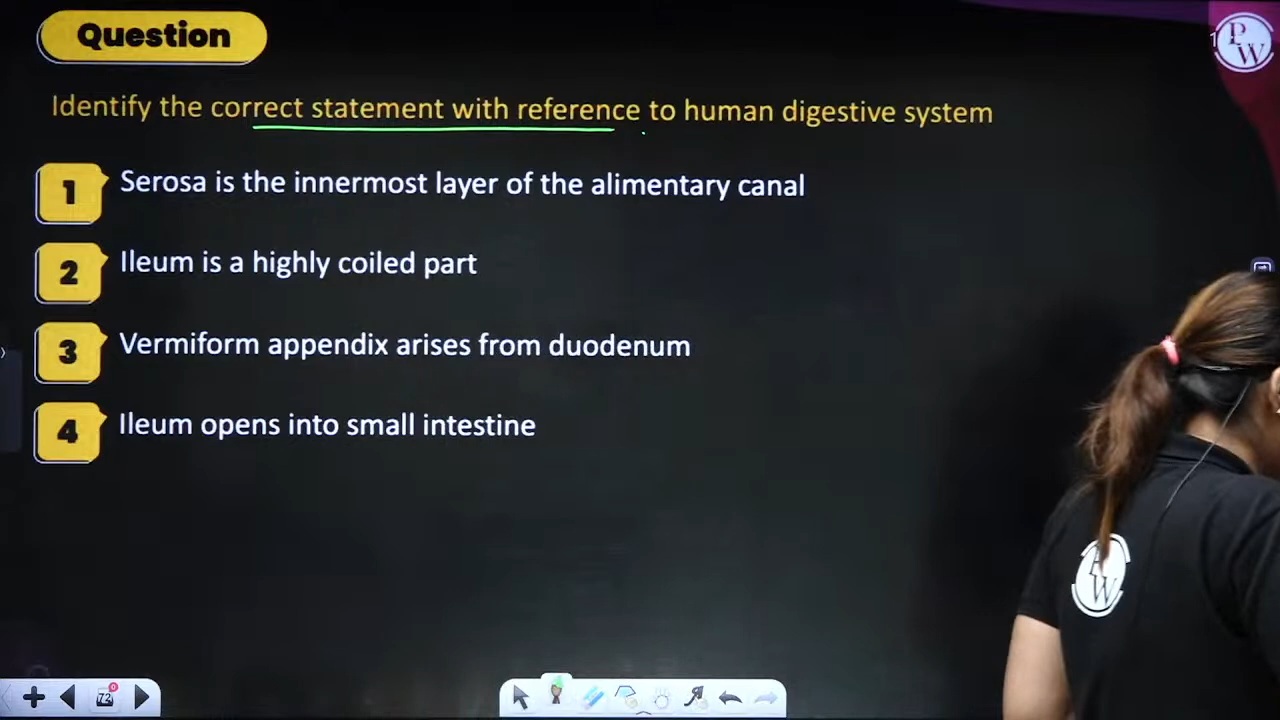 Question
Identify the correct statement with reference to human digestive system
1 Serosa is the innermost layer of the alimentary canal
2 Ileum is a highly coiled part
3 Vermiform appendix arises from duodenum
4 Ileum opens into small intestine
PW
W
72